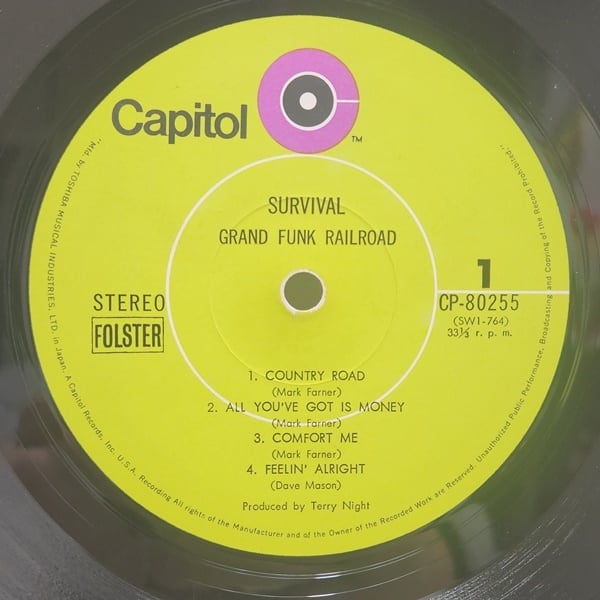 Capitol
TM
SURVIVAL
GRAND FUNK RAILROAD
STEREO
FOLSTER
1
CP-80255
(SW1-764)
33⅓ r. p. m.
1. COUNTRY ROAD
(Mark Farner)
2. ALL YOU'VE GOT IS MONEY
(Mark Farner)
3. COMFORT ME
(Mark Farner)
4. FEELIN' ALRIGHT
(Dave Mason)
Produced by Terry Night
"Mfd. by TOSHIBA MUSICAL INDUSTRIES, LTD. in Japan. A Capitol Records, Inc. U.S.A. Recording All rights of the Manufacturer and of the Owner of the Recorded Work are Reserved. Unauthorized Public Performance, Broadcasting and Copying of the Record Prohibited."